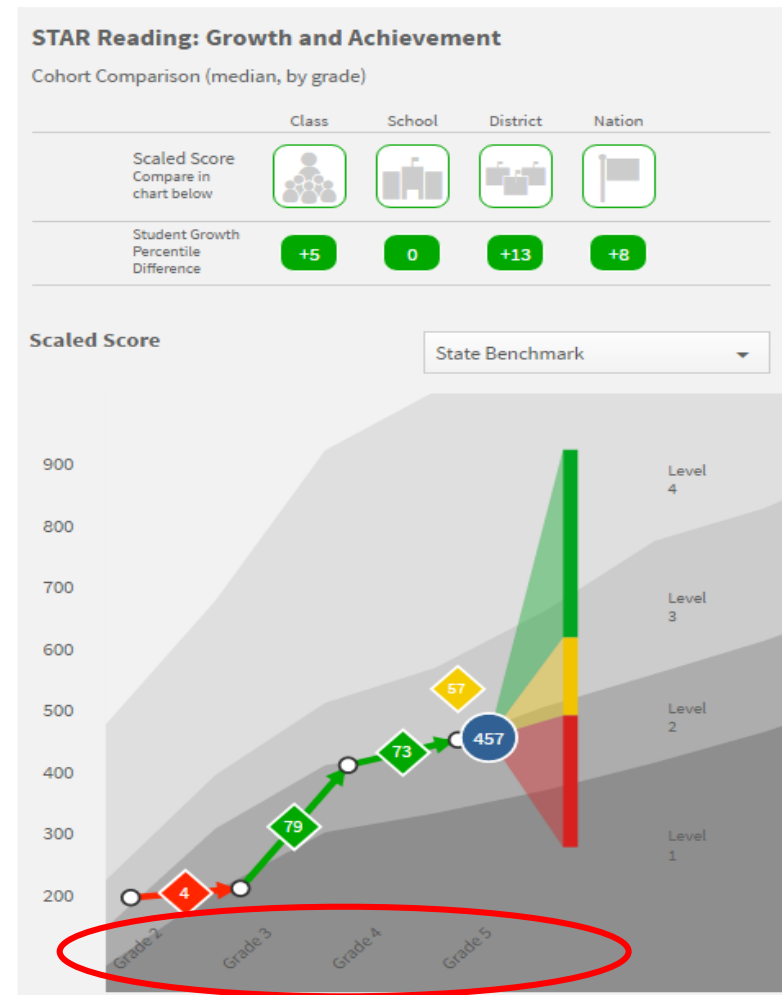 STAR Reading: Growth and Achievement
Cohort Comparison (median, by grade)
Class School District Nation
Scaled Score
Compare in
chart below
Student Growth
Percentile
Difference
+5 0 +13 +8
Scaled Score
State Benchmark
900
Level
4
800
700
Level
3
600
57
500
Level
2
457
73
400
79
300
Level
1
200
4
Grade 2
Grade 3
Grade 4
Grade 5